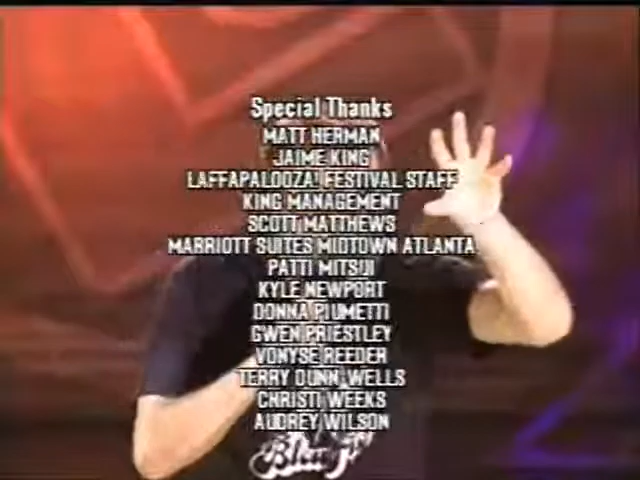 Special Thanks
MATT HERMAN
JAIME KING
LAFFAPALOOZA! FESTIVAL STAFF
KING MANAGEMENT
SCOTT MATTHEWS
MARRIOTT SUITES MIDTOWN ATLANTA
PATTI MITSUI
KYLE NEWPORT
DONNA PIUMETTI
GWEN PRIESTLEY
VONYSE REEDER
TERRY DUNN WELLS
CHRISTI WEEKS
AUDREY WILSON